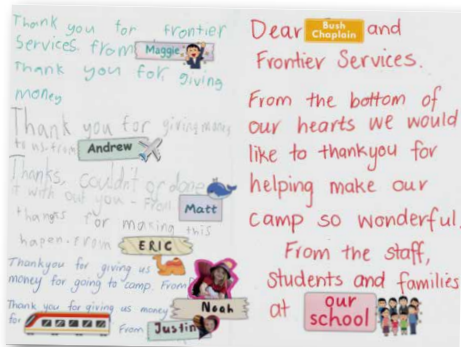 Thank you for frontier
Services from Maggie
Thank you for giving
money
Thank you for giving money
to us from Andrew
Thanks, couldnt or done
it with out you - From Matt
thanges for making this
hapen - From ERIC
Thankyou for giving us
money for going to camp. From
Noah
Thank you for giving us money
for
From Justin
Dear Bush Chaplain and
Frontier Services.
From the bottom of
our hearts we would
like to thankyou for
helping make our
camp so wonderful.
From the staff,
Students and families
at our school